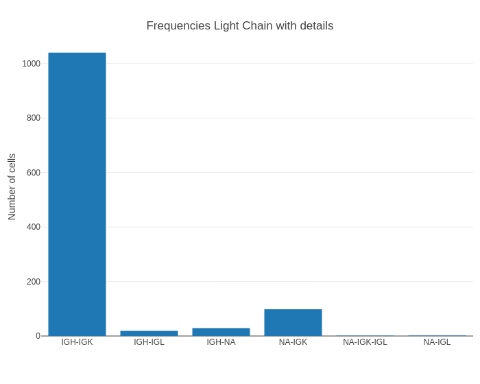 Frequencies Light Chain with details
Number of cells
1000
800
600
400
200
0
IGH-IGK IGH-IGL IGH-NA NA-IGK NA-IGK-IGL NA-IGL